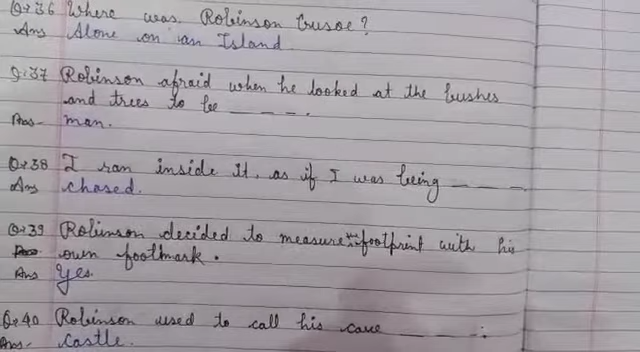 Q:36 Where was Robinson Crusoe?
Ans Alone on an Island
Q:37 Robinson afraid when he looked at the bushes
and trees to be ____.
Ans- man.
Q:38 I ran inside it, as if I was being ____
Ans chased.
Q:39 Robinson decided to measure the footprint with his
own footmark.
Ans Yes.
Q:40 Robinson used to call his cave ____.
Ans- castle.